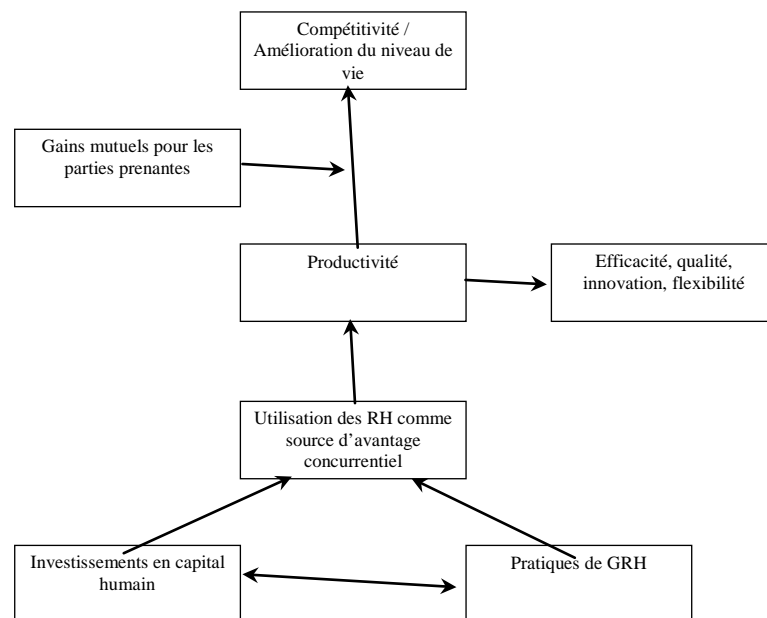 Compétitivité /
Amélioration du niveau de
vie
Gains mutuels pour les
parties prenantes
Productivité
Efficacité, qualité,
innovation, flexibilité
Utilisation des RH comme
source d’avantage
concurrentiel
Investissements en capital
humain
Pratiques de GRH